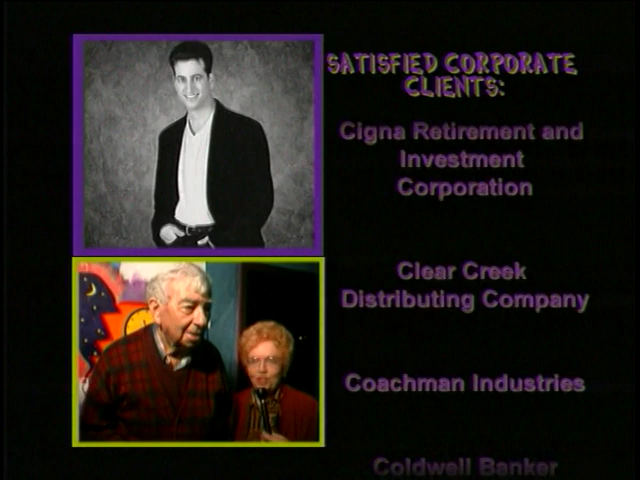 SATISFIED CORPORATE
CLIENTS:
Cigna Retirement and
Investment
Corporation
Clear Creek
Distributing Company
Coachman Industries
Coldwell Banker